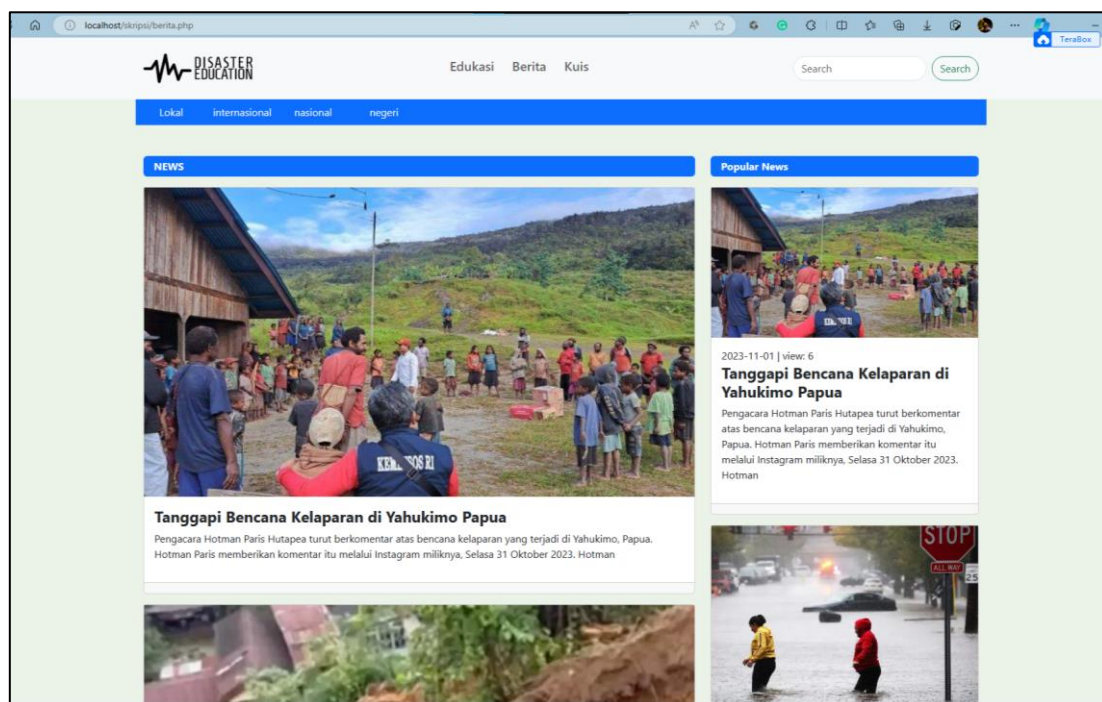 localhost/skripsi/berita.php
TeraBox
DISASTER
EDUCATION
Edukasi Berita Kuis
Search
Search
Lokal internasional nasional negeri
NEWS
Popular News
STOP
ALL WAY
25
2023-11-01 | view: 6
Tanggapi Bencana Kelaparan di
Yahukimo Papua
Pengacara Hotman Paris Hutapea turut berkomentar
atas bencana kelaparan yang terjadi di Yahukimo,
Papua. Hotman Paris memberikan komentar itu
melalui Instagram miliknya, Selasa 31 Oktober 2023.
Hotman
Tanggapi Bencana Kelaparan di Yahukimo Papua
Pengacara Hotman Paris Hutapea turut berkomentar atas bencana kelaparan yang terjadi di Yahukimo, Papua.
Hotman Paris memberikan komentar itu melalui Instagram miliknya, Selasa 31 Oktober 2023. Hotman